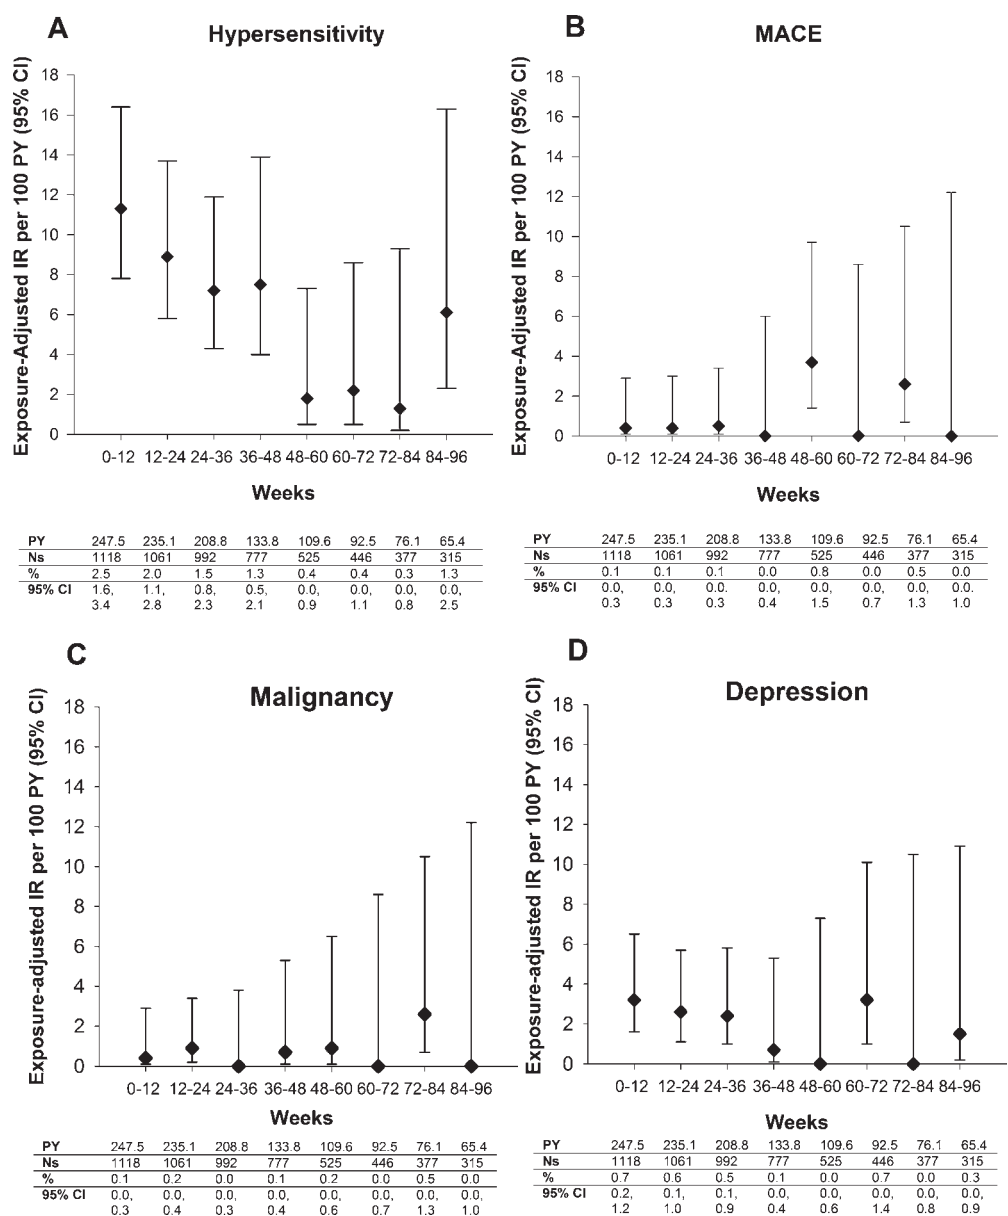 A
Hypersensitivity
Exposure-Adjusted IR per 100 PY (95% CI)
18
16
14
12
10
8
6
4
2
0
0-12 12-24 24-36 36-48 48-60 60-72 72-84 84-96
Weeks
PY 247.5 235.1 208.8 133.8 109.6 92.5 76.1 65.4
Ns 1118 1061 992 777 525 446 377 315
% 2.5 2.0 1.5 1.3 0.4 0.4 0.3 1.3
95% CI 1.6, 1.1, 0.8, 0.5, 0.0, 0.0, 0.0, 0.0,
3.4 2.8 2.3 2.1 0.9 1.1 0.8 2.5
B
MACE
Exposure-Adjusted IR per 100 PY (95% CI)
18
16
14
12
10
8
6
4
2
0
0-12 12-24 24-36 36-48 48-60 60-72 72-84 84-96
Weeks
PY 247.5 235.1 208.8 133.8 109.6 92.5 76.1 65.4
Ns 1118 1061 992 777 525 446 377 315
% 0.1 0.1 0.1 0.0 0.8 0.0 0.5 0.0
95% CI 0.0, 0.0, 0.0, 0.0, 0.0, 0.0, 0.0, 0.0,
0.3 0.3 0.3 0.4 1.5 0.7 1.3 1.0
C
Malignancy
Exposure-adjusted IR per 100 PY (95% CI)
18
16
14
12
10
8
6
4
2
0
0-12 12-24 24-36 36-48 48-60 60-72 72-84 84-96
Weeks
PY 247.5 235.1 208.8 133.8 109.6 92.5 76.1 65.4
Ns 1118 1061 992 777 525 446 377 315
% 0.1 0.2 0.0 0.1 0.2 0.0 0.5 0.0
95% CI 0.0, 0.0, 0.0, 0.0, 0.0, 0.0, 0.0, 0.0,
0.3 0.4 0.3 0.4 0.6 0.7 1.3 1.0
D
Depression
Exposure-adjusted IR per 100 PY (95% CI)
18
16
14
12
10
8
6
4
2
0
0-12 12-24 24-36 36-48 48-60 60-72 72-84 84-96
Weeks
PY 247.5 235.1 208.8 133.8 109.6 92.5 76.1 65.4
Ns 1118 1061 992 777 525 446 377 315
% 0.7 0.6 0.5 0.1 0.0 0.7 0.0 0.3
95% CI 0.2, 0.1, 0.1, 0.0, 0.0, 0.0, 0.0, 0.0,
1.2 1.0 0.9 0.4 0.6 1.4 0.8 0.9